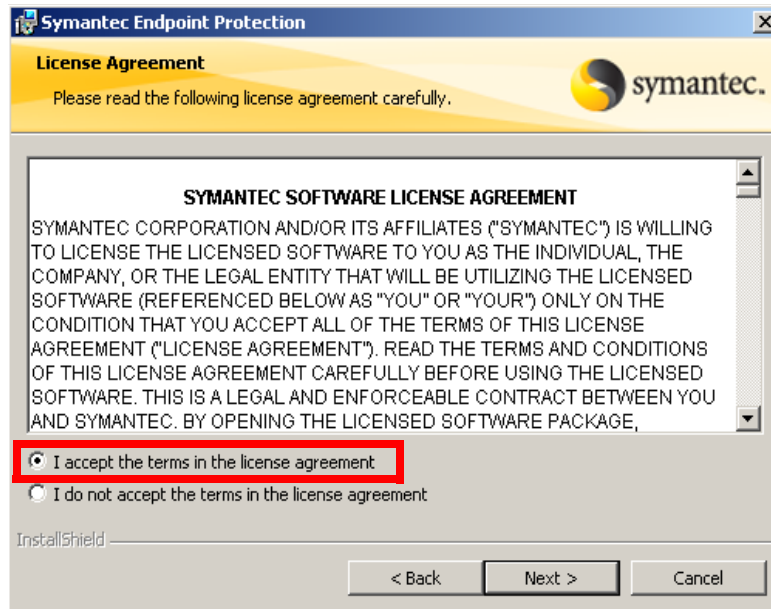 Symantec Endpoint Protection
License Agreement
Please read the following license agreement carefully.
symantec.
SYMANTEC SOFTWARE LICENSE AGREEMENT
SYMANTEC CORPORATION AND/OR ITS AFFILIATES ("SYMANTEC") IS WILLING
TO LICENSE THE LICENSED SOFTWARE TO YOU AS THE INDIVIDUAL, THE
COMPANY, OR THE LEGAL ENTITY THAT WILL BE UTILIZING THE LICENSED
SOFTWARE (REFERENCED BELOW AS "YOU" OR "YOUR") ONLY ON THE
CONDITION THAT YOU ACCEPT ALL OF THE TERMS OF THIS LICENSE
AGREEMENT ("LICENSE AGREEMENT"). READ THE TERMS AND CONDITIONS
OF THIS LICENSE AGREEMENT CAREFULLY BEFORE USING THE LICENSED
SOFTWARE. THIS IS A LEGAL AND ENFORCEABLE CONTRACT BETWEEN YOU
AND SYMANTEC. BY OPENING THE LICENSED SOFTWARE PACKAGE,
I accept the terms in the license agreement
I do not accept the terms in the license agreement
InstallShield
< Back Next > Cancel